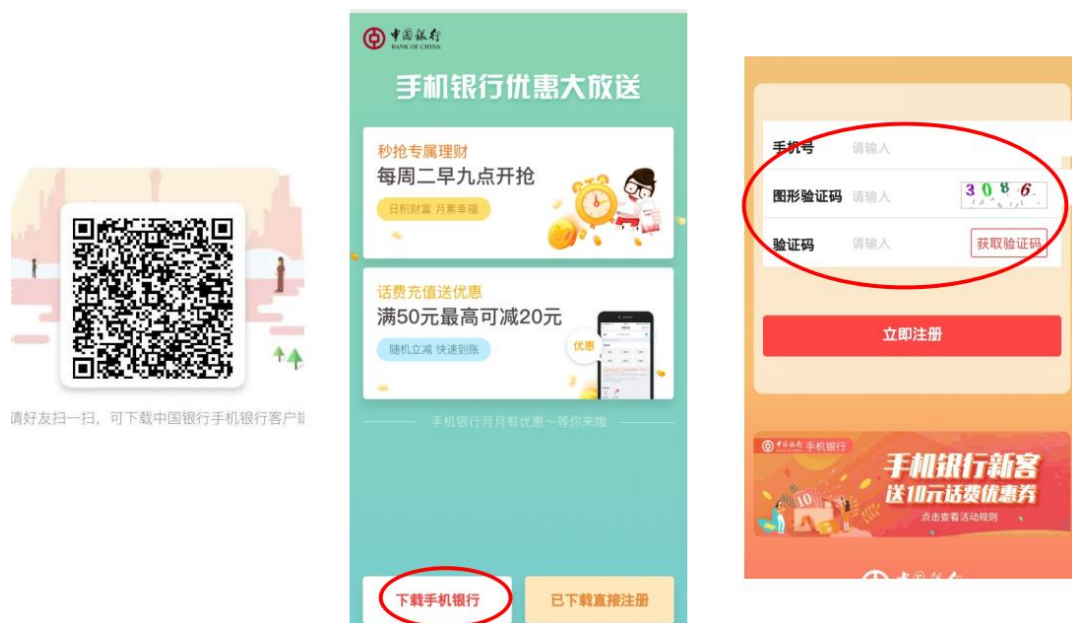 请好友扫一扫，可下载中国银行手机银行客户端
中国银行
BANK OF CHINA
手机银行优惠大放送
秒抢专属理财
每周二早九点开抢
日积财富 月累幸福
话费充值送优惠
满50元最高可减20元
随机立减 快速到账
优惠
手机银行月月有优惠~等你来哦
下载手机银行
已下载直接注册
手机号 请输入
图形验证码 请输入 3086
验证码 请输入 获取验证码
立即注册
中国银行 手机银行
手机银行新客
送10元话费优惠券
10
点击查看活动规则